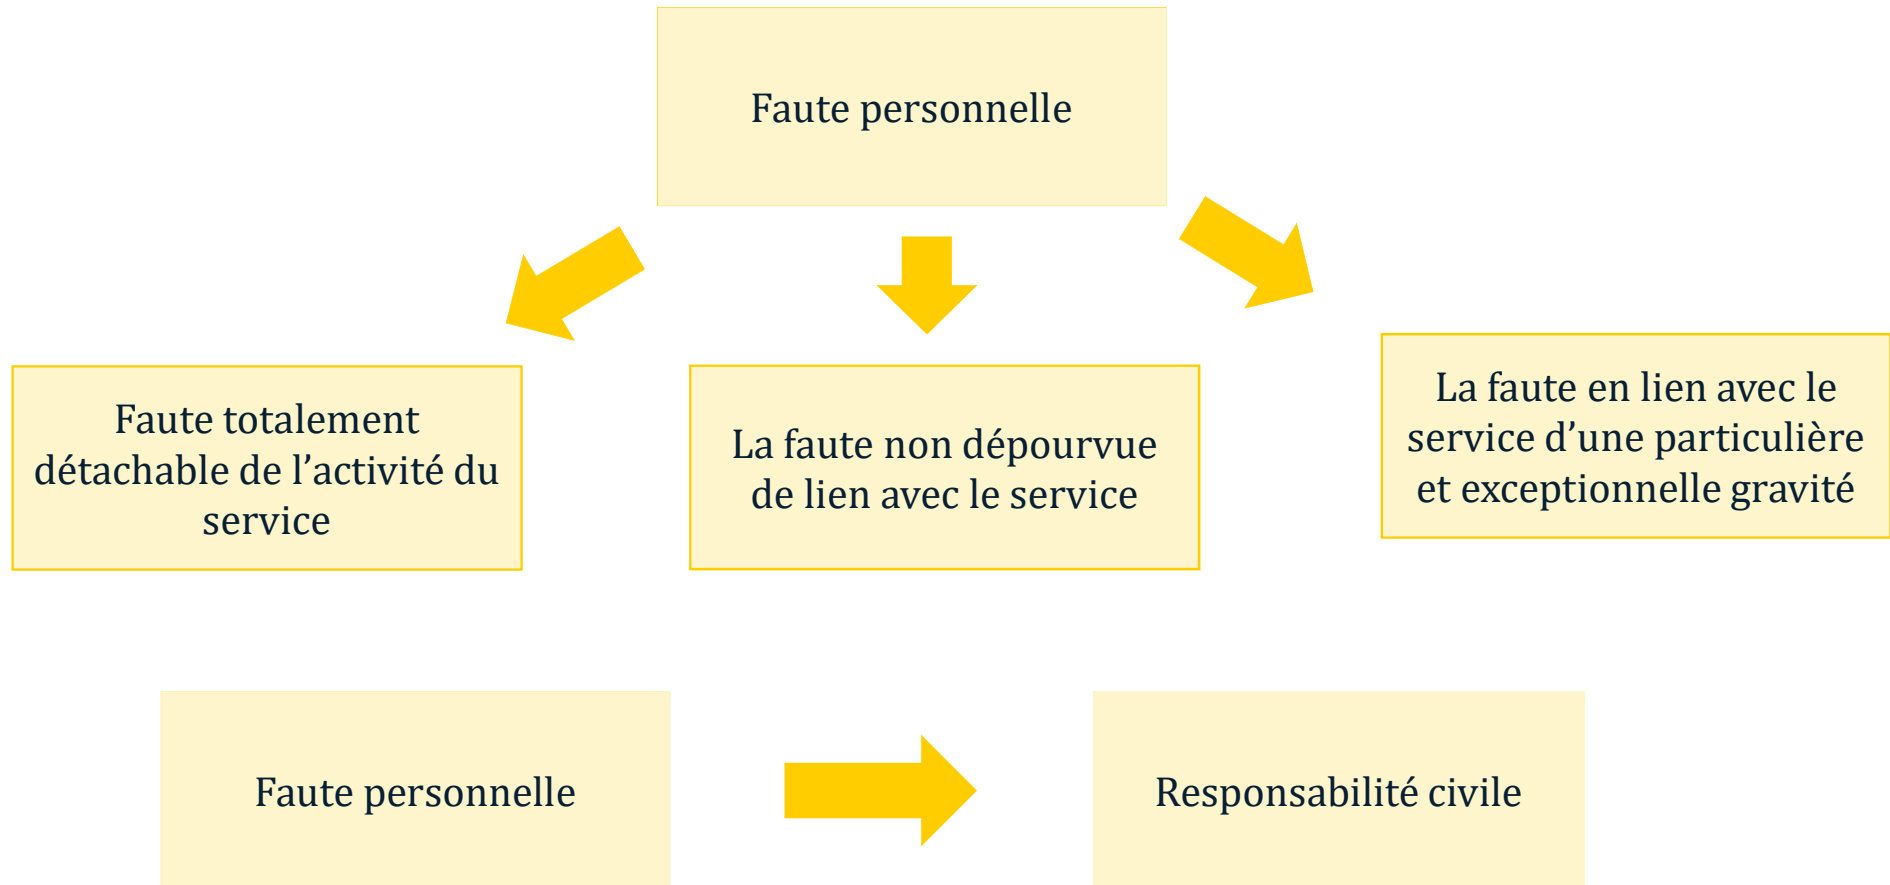 Faute personnelle
Faute totalement
détachable de l’activité du
service
La faute non dépourvue
de lien avec le service
La faute en lien avec le
service d’une particulière
et exceptionnelle gravité
Faute personnelle
Responsabilité civile